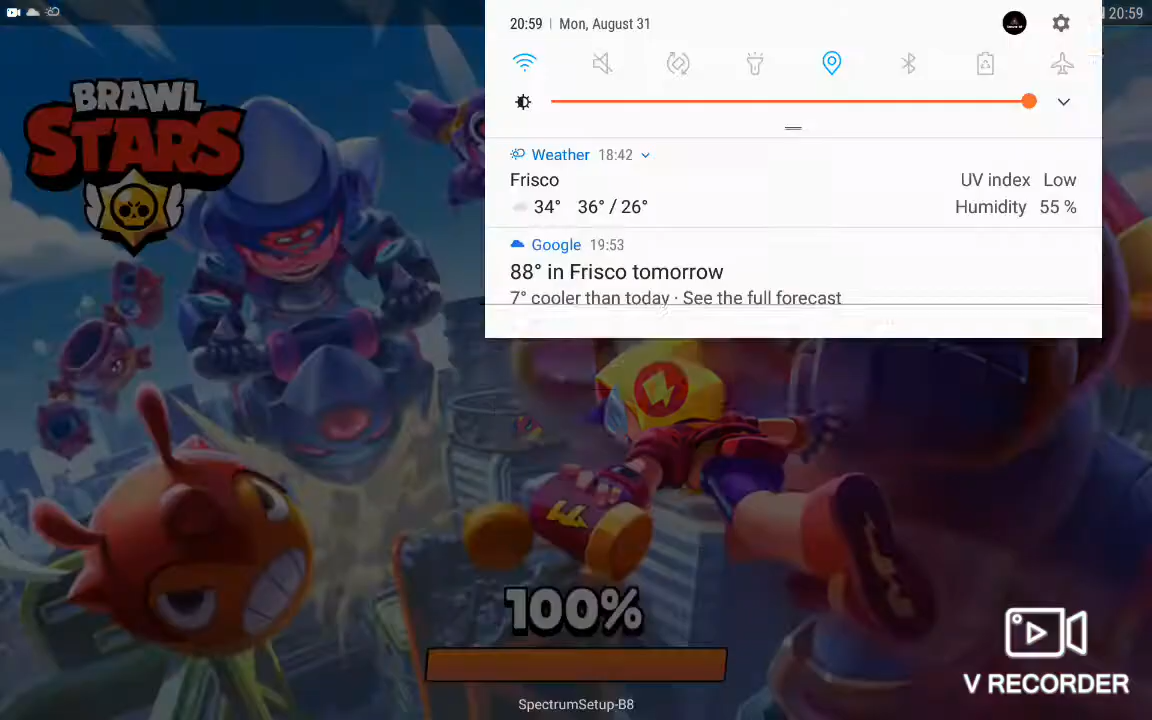 20:59 | Mon, August 31
20:59
BRAWL
STARS
Weather 18:42
Frisco
UV index Low
34° 36° / 26°
Humidity 55 %
Google 19:53
88° in Frisco tomorrow
7° cooler than today · See the full forecast
100%
SpectrumSetup-B8
V RECORDER